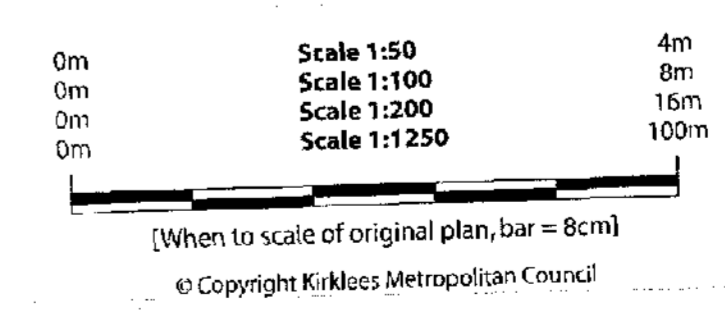 0m Scale 1:50 4m
0m Scale 1:100 8m
0m Scale 1:200 16m
0m Scale 1:1250 100m
[When to scale of original plan, bar = 8cm]
© Copyright Kirklees Metropolitan Council